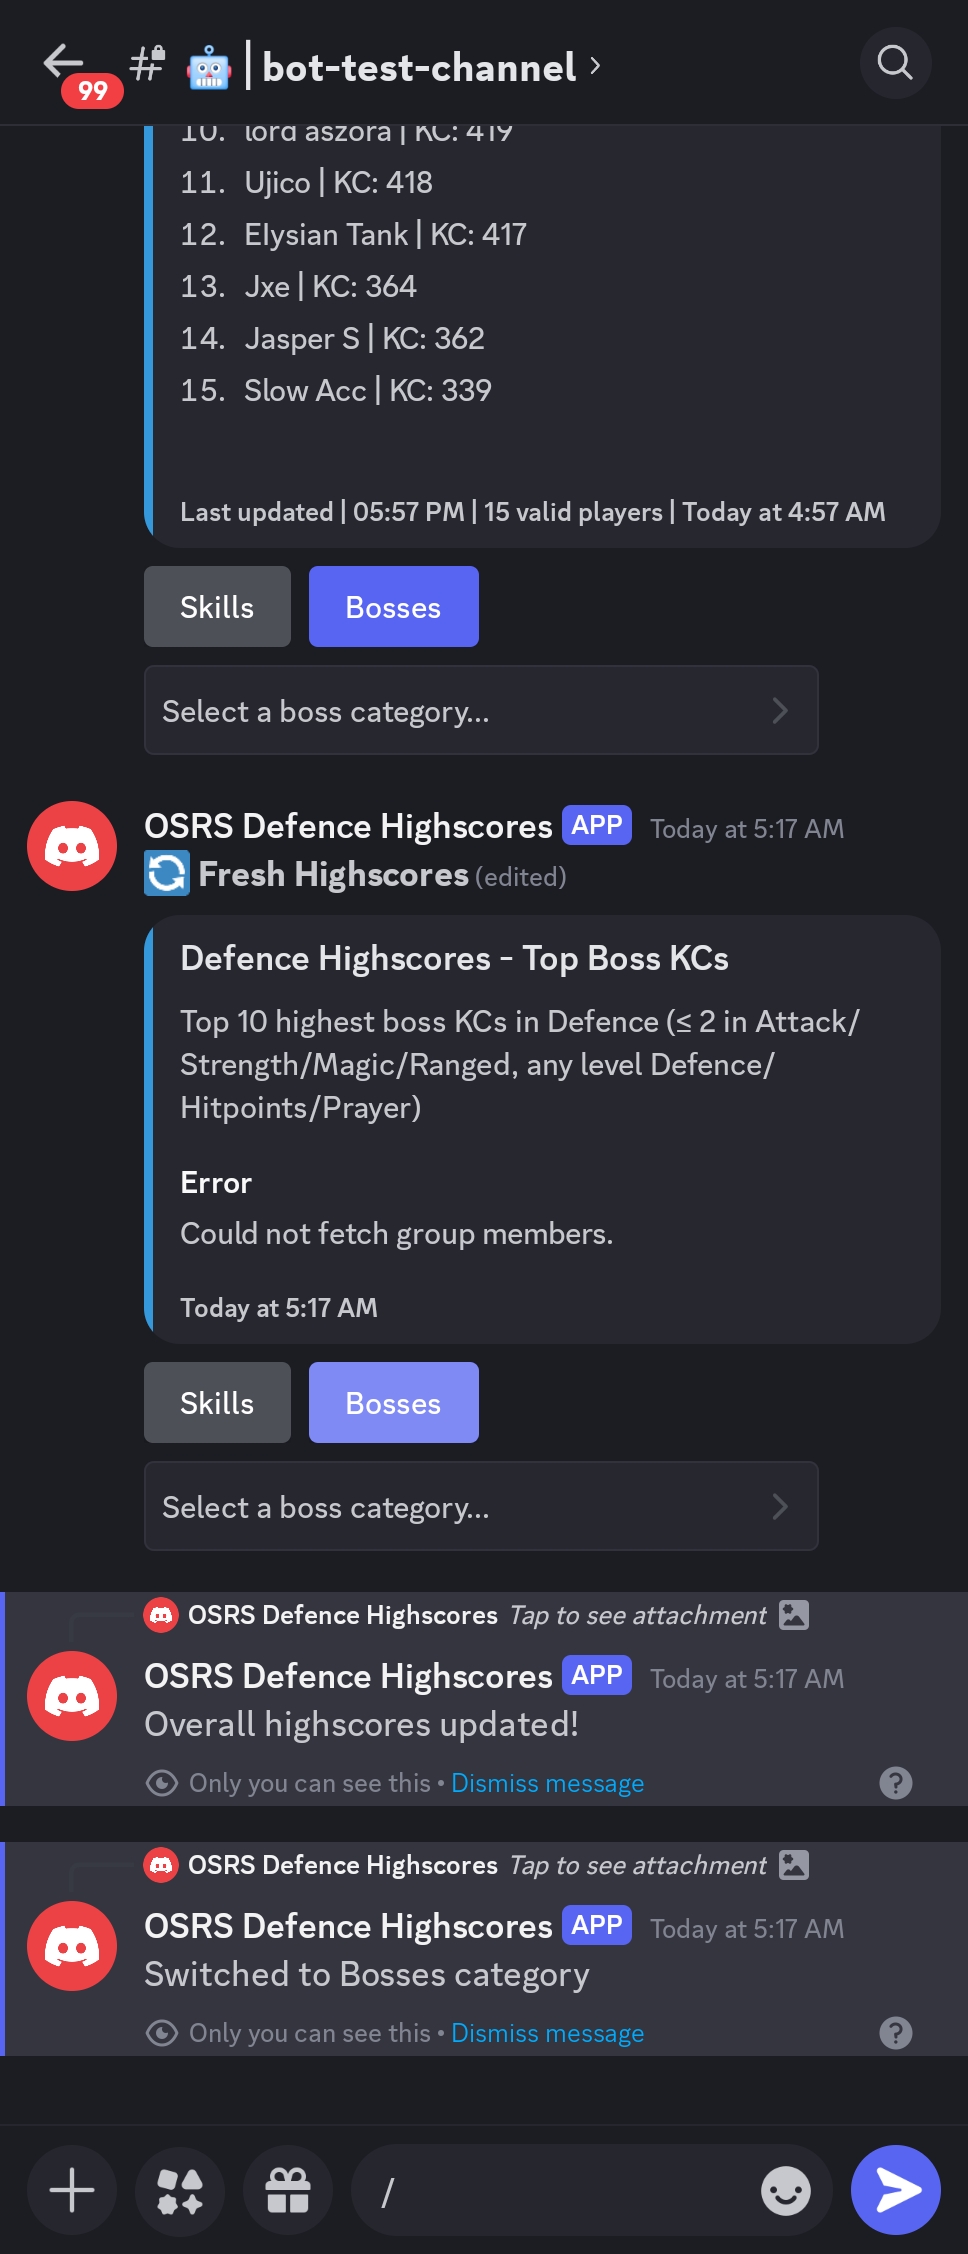 99
# | bot-test-channel ›
10. lord aszora | KC: 419
11. Ujico | KC: 418
12. Elysian Tank | KC: 417
13. Jxe | KC: 364
14. Jasper S | KC: 362
15. Slow Acc | KC: 339
Last updated | 05:57 PM | 15 valid players | Today at 4:57 AM
Skills Bosses
Select a boss category...
OSRS Defence Highscores APP Today at 5:17 AM
Fresh Highscores (edited)
Defence Highscores - Top Boss KCs
Top 10 highest boss KCs in Defence (≤ 2 in Attack/
Strength/Magic/Ranged, any level Defence/
Hitpoints/Prayer)
Error
Could not fetch group members.
Today at 5:17 AM
Skills Bosses
Select a boss category...
OSRS Defence Highscores Tap to see attachment
OSRS Defence Highscores APP Today at 5:17 AM
Overall highscores updated!
Only you can see this • Dismiss message ?
OSRS Defence Highscores Tap to see attachment
OSRS Defence Highscores APP Today at 5:17 AM
Switched to Bosses category
Only you can see this • Dismiss message ?
/